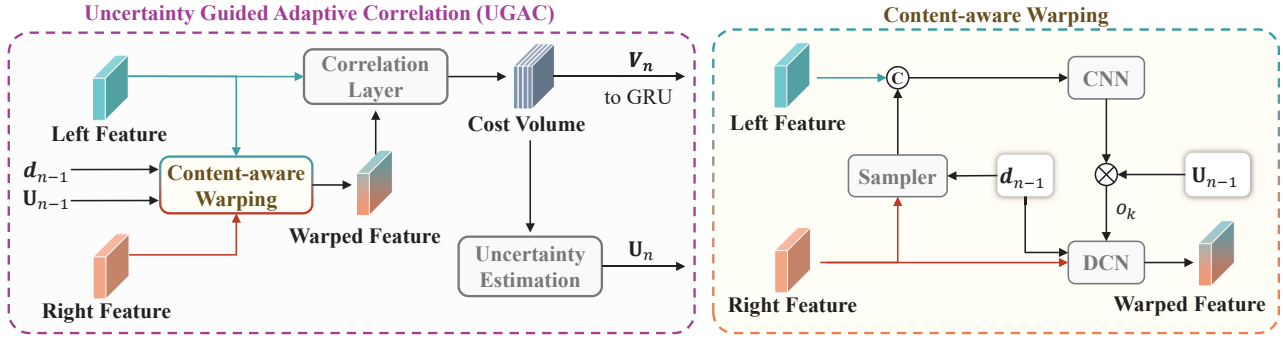 Uncertainty Guided Adaptive Correlation (UGAC)
Left Feature
Correlation
Layer
Cost Volume
V_n
to GRU
d_{n-1}
U_{n-1}
Content-aware
Warping
Warped Feature
Right Feature
Uncertainty
Estimation
U_n
Content-aware Warping
Left Feature
C
CNN
Sampler
d_{n-1}
U_{n-1}
o_k
Right Feature
DCN
Warped Feature